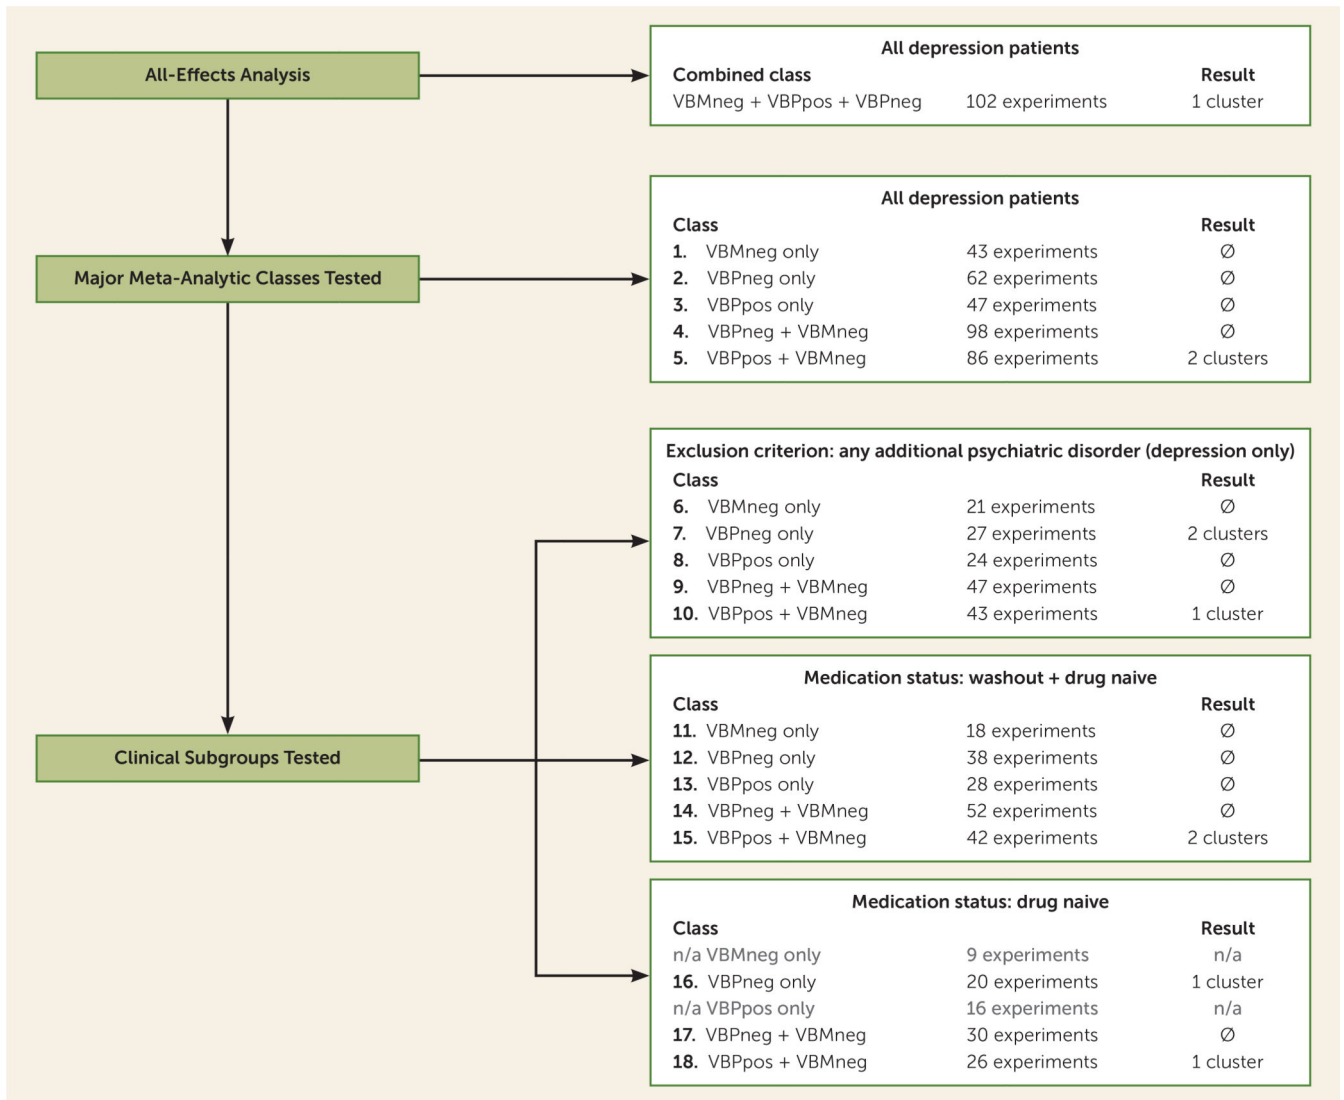 All-Effects Analysis
All depression patients
Combined class Result
VBMneg + VBPpos + VBPneg 102 experiments 1 cluster
Major Meta-Analytic Classes Tested
All depression patients
Class Result
1. VBMneg only 43 experiments Ø
2. VBPneg only 62 experiments Ø
3. VBPpos only 47 experiments Ø
4. VBPneg + VBMneg 98 experiments Ø
5. VBPpos + VBMneg 86 experiments 2 clusters
Clinical Subgroups Tested
Exclusion criterion: any additional psychiatric disorder (depression only)
Class Result
6. VBMneg only 21 experiments Ø
7. VBPneg only 27 experiments 2 clusters
8. VBPpos only 24 experiments Ø
9. VBPneg + VBMneg 47 experiments Ø
10. VBPpos + VBMneg 43 experiments 1 cluster
Medication status: washout + drug naive
Class Result
11. VBMneg only 18 experiments Ø
12. VBPneg only 38 experiments Ø
13. VBPpos only 28 experiments Ø
14. VBPneg + VBMneg 52 experiments Ø
15. VBPpos + VBMneg 42 experiments 2 clusters
Medication status: drug naive
Class Result
n/a VBMneg only 9 experiments n/a
16. VBPneg only 20 experiments 1 cluster
n/a VBPpos only 16 experiments n/a
17. VBPneg + VBMneg 30 experiments Ø
18. VBPpos + VBMneg 26 experiments 1 cluster